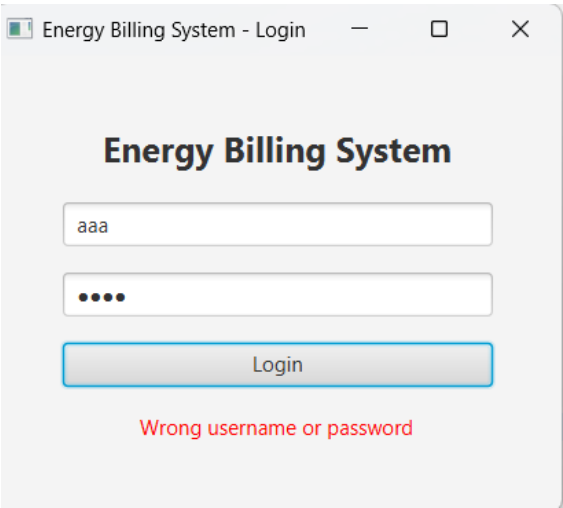 Energy Billing System - Login
Energy Billing System
aaa
••••
Login
Wrong username or password